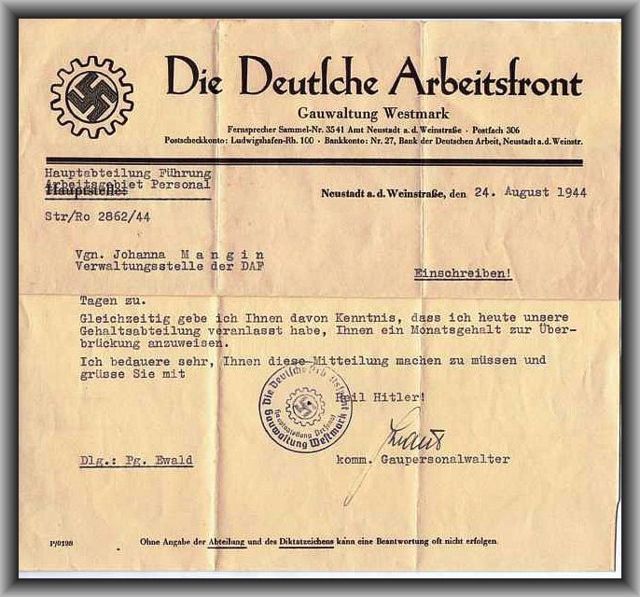 Die Deutſche Arbeitsfront
Gauwaltung Westmark
Fernsprecher Sammel-Nr. 3541 Amt Neustadt a. d. Weinstraße · Postfach 306
Postscheckkonto: Ludwigshafen-Rh. 100 · Bankkonto: Nr. 27, Bank der Deutschen Arbeit, Neustadt a.d. Weinstr.
Hauptabteilung Führung
Arbeitsgebiet Personal
Hauptstelle:
Neustadt a. d. Weinstraße, den 24. August 1944
Str/Ro 2862/44
Vgn. Johanna M a n g i n
Verwaltungsstelle der DAF
Einschreiben!
Tagen zu.
Gleichzeitig gebe ich Ihnen davon Kenntnis, dass ich heute unsere
Gehaltsabteilung veranlasst habe, Ihnen ein Monatsgehalt zur Über-
brückung anzuweisen.
Ich bedauere sehr, Ihnen diese Mitteilung machen zu müssen und
grüsse Sie mit
Heil Hitler!
Die Deutſche Arbeitsfront
Gauwaltung Westmark
Dlg.: Pg. Ewald
komm. Gaupersonalwalter
P/0198
Ohne Angabe der Abteilung und des Diktatzeichens kann eine Beantwortung oft nicht erfolgen.